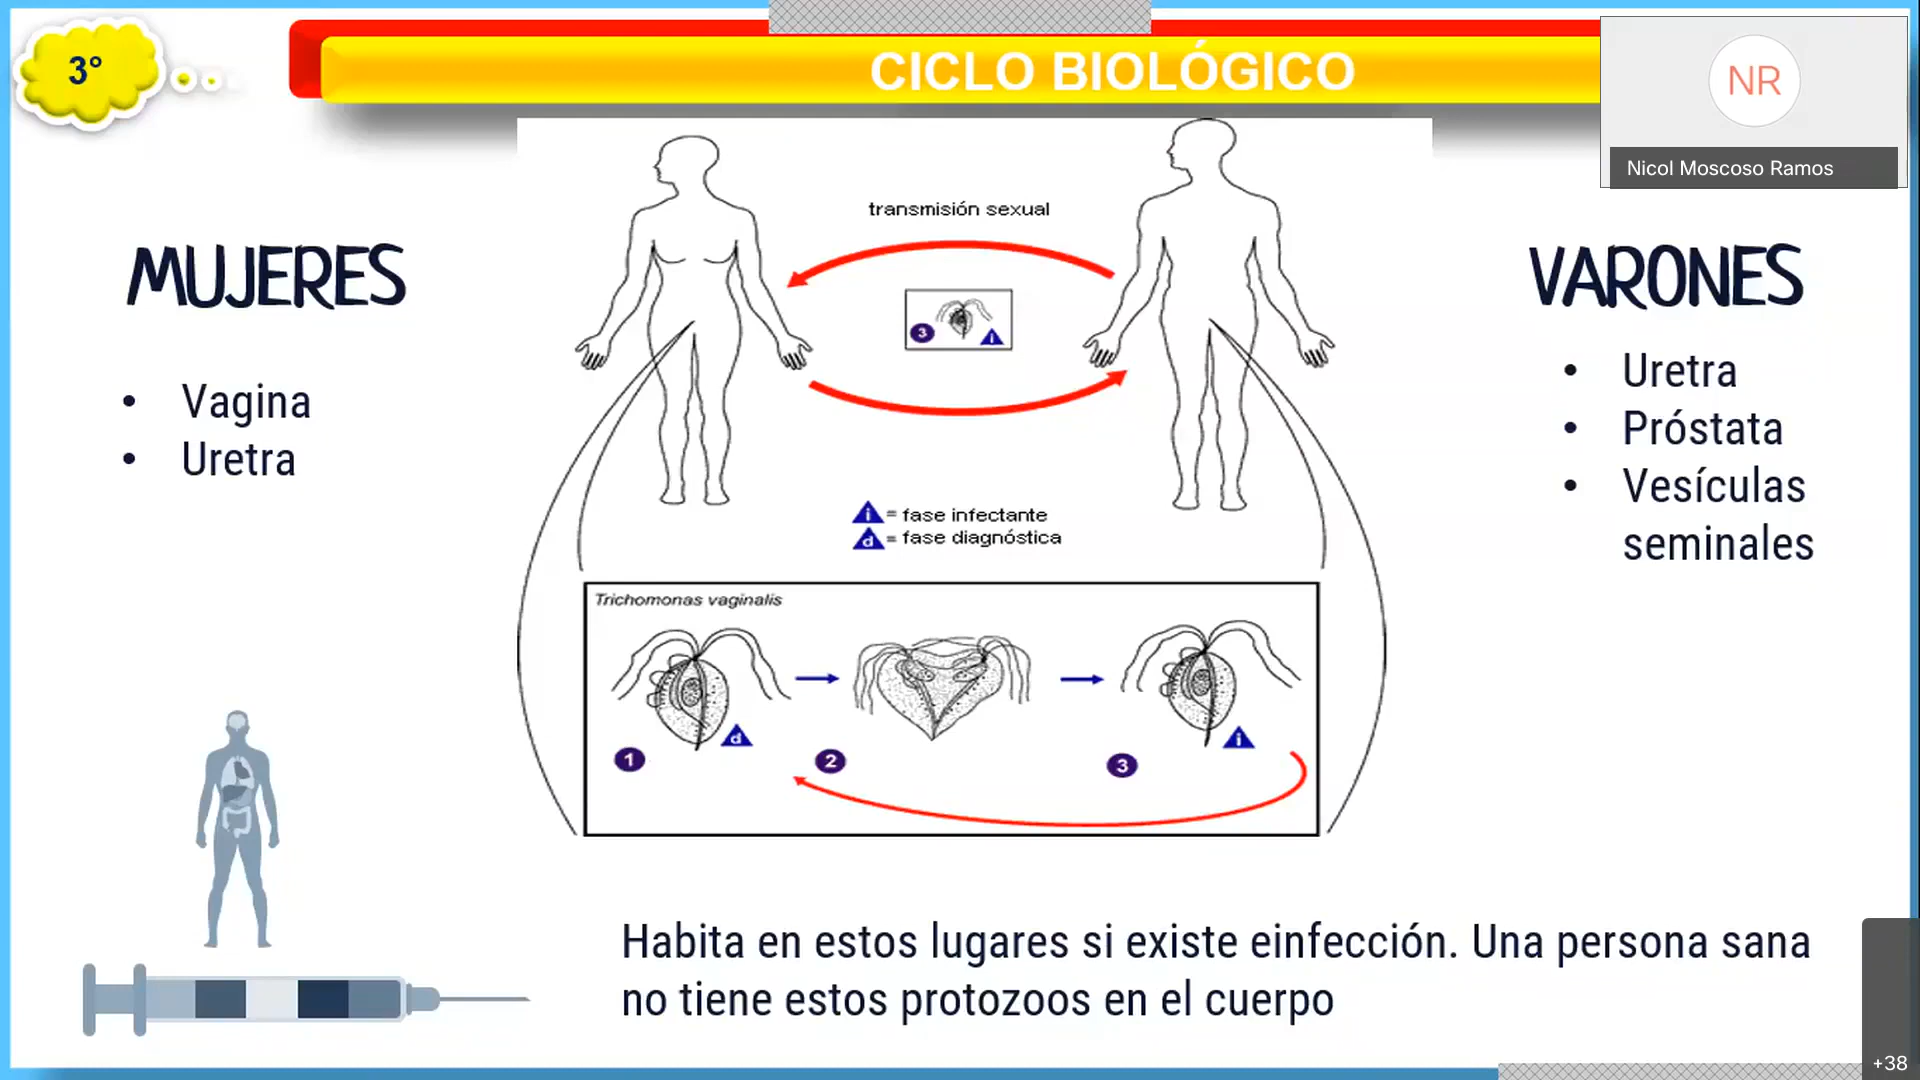 3°
CICLO BIOLÓGICO
NR
Nicol Moscoso Ramos
MUJERES
• Vagina
• Uretra
transmisión sexual
3
i
i = fase infectante
d = fase diagnóstica
Trichomonas vaginalis
d
i
1
2
3
VARONES
• Uretra
• Próstata
• Vesículas
seminales
Habita en estos lugares si existe einfección. Una persona sana
no tiene estos protozoos en el cuerpo
+38